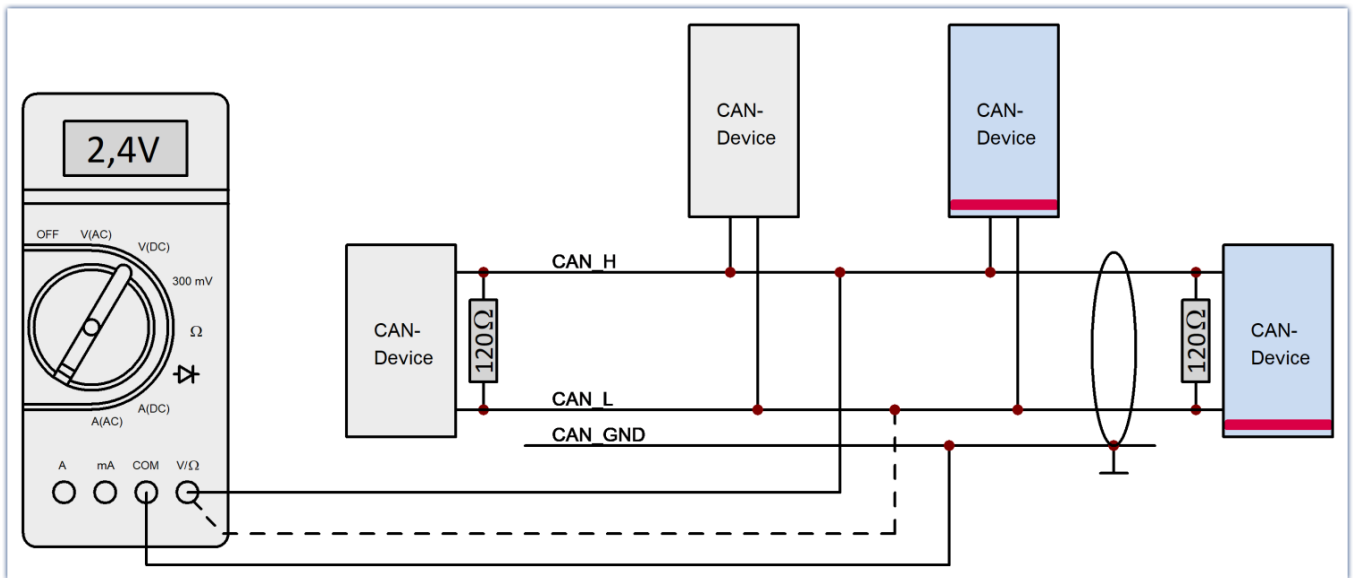 2,4V
OFF
V(AC)
V(DC)
300 mV
Ω
A(DC)
A(AC)
A
mA
COM
V/Ω
CAN-
Device
CAN-
Device
CAN-
Device
CAN-
Device
CAN_H
120Ω
120Ω
CAN_L
CAN_GND